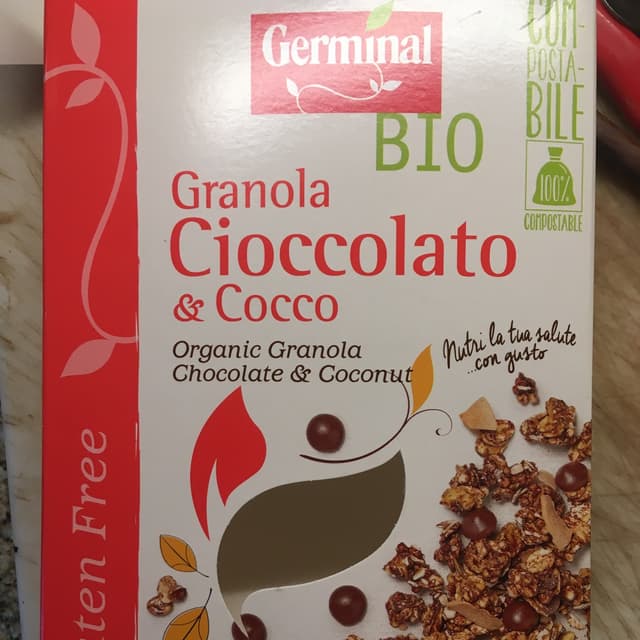 Germinal
BIO
COM-
POSTA-
BILE
100%
COMPOSTABLE
Granola
Cioccolato
& Cocco
Organic Granola
Chocolate & Coconut
Nutri la tua salute
...con gusto
ten Free